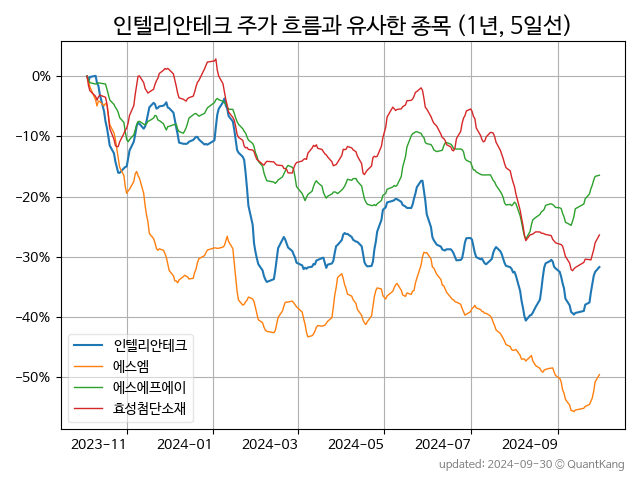 인텔리안테크 주가 흐름과 유사한 종목 (1년, 5일선)
0%
−10%
−20%
−30%
−40%
−50%
인텔리안테크
에스엠
에스에프에이
효성첨단소재
2023-11 2024-01 2024-03 2024-05 2024-07 2024-09
updated: 2024-09-30 © QuantKang